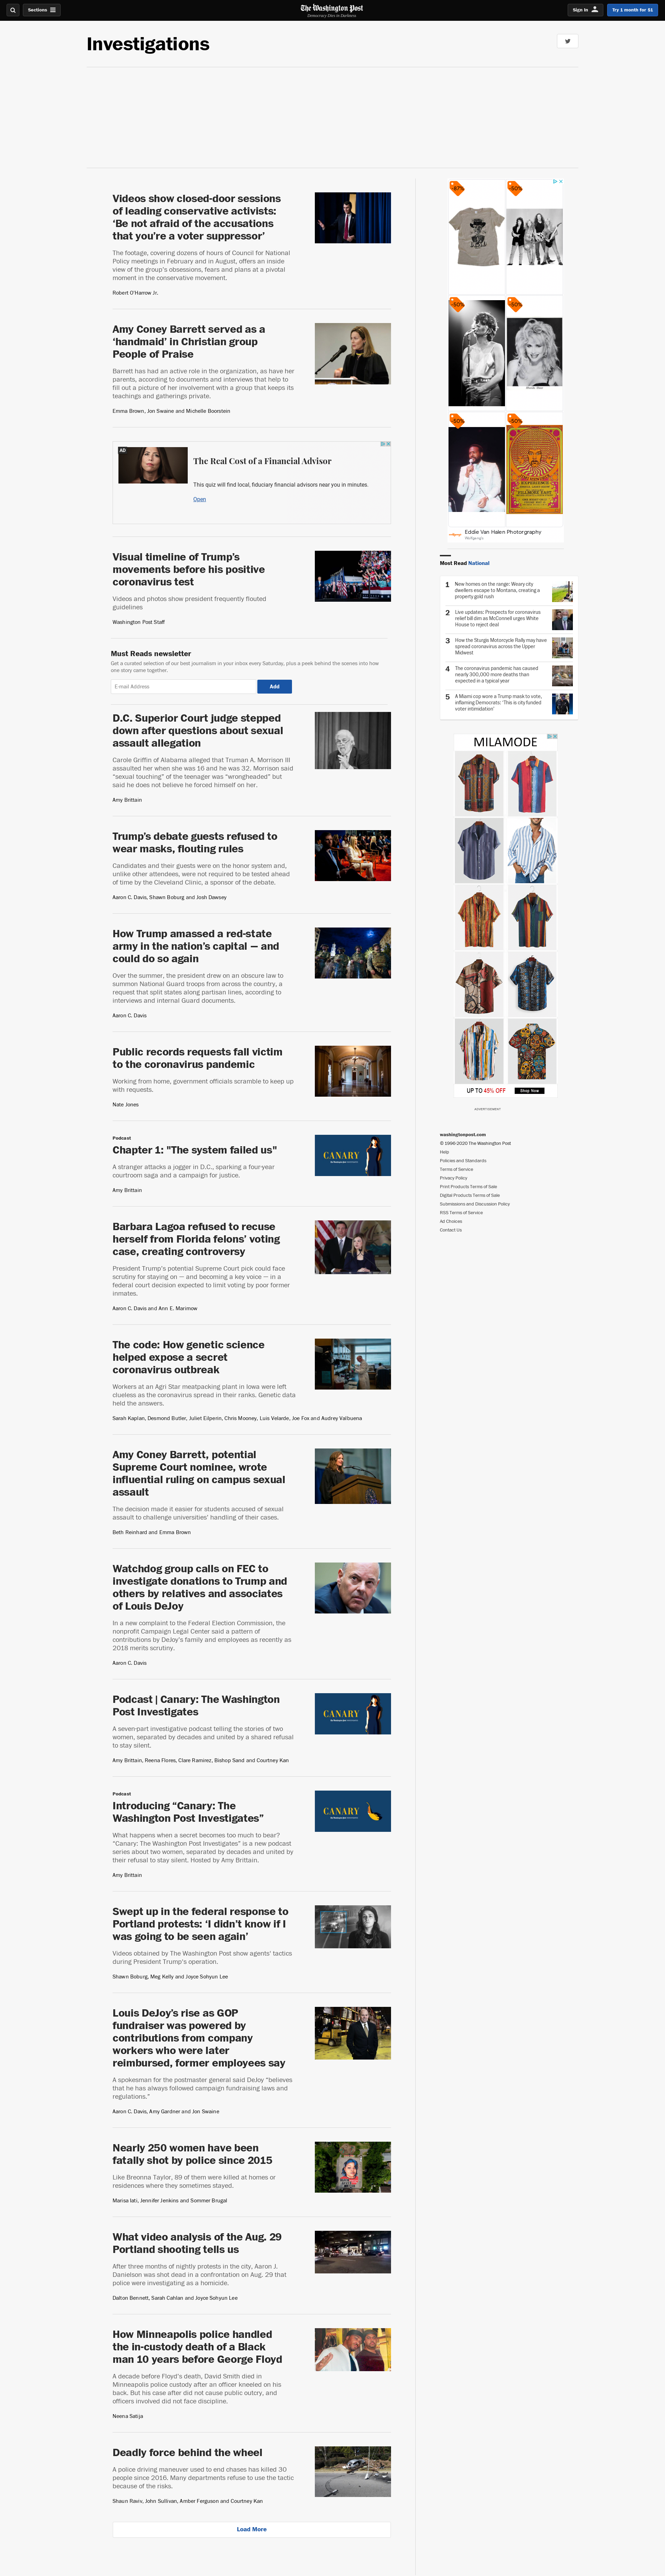 Sections
The Washington Post
Democracy Dies in Darkness
Sign In
Try 1 month for $1
Investigations
Videos show closed-door sessions
of leading conservative activists:
‘Be not afraid of the accusations
that you’re a voter suppressor’
The footage, covering dozens of hours of Council for National
Policy meetings in February and in August, offers an inside
view of the group's obsessions, fears and plans at a pivotal
moment in the conservative movement.
Robert O'Harrow Jr.
Amy Coney Barrett served as a
‘handmaid’ in Christian group
People of Praise
Barrett has had an active role in the organization, as have her
parents, according to documents and interviews that help to
fill out a picture of her involvement with a group that keeps its
teachings and gatherings private.
Emma Brown, Jon Swaine and Michelle Boorstein
AD
The Real Cost of a Financial Advisor
This quiz will find local, fiduciary financial advisors near you in minutes.
Open
Visual timeline of Trump’s
movements before his positive
coronavirus test
Videos and photos show president frequently flouted
guidelines
Washington Post Staff
Must Reads newsletter
Get a curated selection of our best journalism in your inbox every Saturday, plus a peek behind the scenes into how
one story came together.
E-mail Address
Add
D.C. Superior Court judge stepped
down after questions about sexual
assault allegation
Carole Griffin of Alabama alleged that Truman A. Morrison III
assaulted her when she was 16 and he was 32. Morrison said
“sexual touching” of the teenager was “wrongheaded” but
said he does not believe he forced himself on her.
Amy Brittain
Trump’s debate guests refused to
wear masks, flouting rules
Candidates and their guests were on the honor system and,
unlike other attendees, were not required to be tested ahead
of time by the Cleveland Clinic, a sponsor of the debate.
Aaron C. Davis, Shawn Boburg and Josh Dawsey
How Trump amassed a red-state
army in the nation’s capital — and
could do so again
Over the summer, the president drew on an obscure law to
summon National Guard troops from across the country, a
request that split states along partisan lines, according to
interviews and internal Guard documents.
Aaron C. Davis
Public records requests fall victim
to the coronavirus pandemic
Working from home, government officials scramble to keep up
with requests.
Nate Jones
Podcast
Chapter 1: "The system failed us"
A stranger attacks a jogger in D.C., sparking a four-year
courtroom saga and a campaign for justice.
Amy Brittain
CANARY
Barbara Lagoa refused to recuse
herself from Florida felons’ voting
case, creating controversy
President Trump’s potential Supreme Court pick could face
scrutiny for staying on — and becoming a key voice — in a
federal court decision expected to limit voting by poor former
inmates.
Aaron C. Davis and Ann E. Marimow
The code: How genetic science
helped expose a secret
coronavirus outbreak
Workers at an Agri Star meatpacking plant in Iowa were left
clueless as the coronavirus spread in their ranks. Genetic data
held the answers.
Sarah Kaplan, Desmond Butler, Juliet Eilperin, Chris Mooney, Luis Velarde, Joe Fox and Audrey Valbuena
Amy Coney Barrett, potential
Supreme Court nominee, wrote
influential ruling on campus sexual
assault
The decision made it easier for students accused of sexual
assault to challenge universities’ handling of their cases.
Beth Reinhard and Emma Brown
Watchdog group calls on FEC to
investigate donations to Trump and
others by relatives and associates
of Louis DeJoy
In a new complaint to the Federal Election Commission, the
nonprofit Campaign Legal Center said a pattern of
contributions by DeJoy’s family and employees as recently as
2018 merits scrutiny.
Aaron C. Davis
Podcast | Canary: The Washington
Post Investigates
A seven-part investigative podcast telling the stories of two
women, separated by decades and united by a shared refusal
to stay silent.
Amy Brittain, Reena Flores, Clare Ramirez, Bishop Sand and Courtney Kan
CANARY
Podcast
Introducing “Canary: The
Washington Post Investigates”
What happens when a secret becomes too much to bear?
“Canary: The Washington Post Investigates” is a new podcast
series about two women, separated by decades and united by
their refusal to stay silent. Hosted by Amy Brittain.
Amy Brittain
CANARY
Swept up in the federal response to
Portland protests: ‘I didn’t know if I
was going to be seen again’
Videos obtained by The Washington Post show agents’ tactics
during President Trump’s operation.
Shawn Boburg, Meg Kelly and Joyce Sohyun Lee
Louis DeJoy’s rise as GOP
fundraiser was powered by
contributions from company
workers who were later
reimbursed, former employees say
A spokesman for the postmaster general said DeJoy “believes
that he has always followed campaign fundraising laws and
regulations.”
Aaron C. Davis, Amy Gardner and Jon Swaine
Nearly 250 women have been
fatally shot by police since 2015
Like Breonna Taylor, 89 of them were killed at homes or
residences where they sometimes stayed.
Marisa Iati, Jennifer Jenkins and Sommer Brugal
What video analysis of the Aug. 29
Portland shooting tells us
After three months of nightly protests in the city, Aaron J.
Danielson was shot dead in a confrontation on Aug. 29 that
police were investigating as a homicide.
Dalton Bennett, Sarah Cahlan and Joyce Sohyun Lee
How Minneapolis police handled
the in-custody death of a Black
man 10 years before George Floyd
A decade before Floyd’s death, David Smith died in
Minneapolis police custody after an officer kneeled on his
back. But his case after did not cause public outcry, and
officers involved did not face discipline.
Neena Satija
Deadly force behind the wheel
A police driving maneuver used to end chases has killed 30
people since 2016. Many departments refuse to use the tactic
because of the risks.
Shaun Raviv, John Sullivan, Amber Ferguson and Courtney Kan
Load More
-50%
-50%
-50%
-50%
-50%
Eddie Van Halen Photography
Wolfgang's
Most Read National
1 New homes on the range: Weary city
dwellers escape to Montana, creating a
property gold rush
2 Live updates: Prospects for coronavirus
relief bill dim as McConnell urges White
House to reject deal
3 How the Sturgis Motorcycle Rally may have
spread coronavirus across the Upper
Midwest
4 The coronavirus pandemic has caused
nearly 300,000 more deaths than
expected in a typical year
5 A Miami cop wore a Trump mask to vote,
inflaming Democrats: ‘This is city funded
voter intimidation’
MILAMODE
UP TO 45% OFF
Shop Now
ADVERTISEMENT
washingtonpost.com
© 1996-2020 The Washington Post
Help
Policies and Standards
Terms of Service
Privacy Policy
Print Products Terms of Sale
Digital Products Terms of Sale
Submissions and Discussion Policy
RSS Terms of Service
Ad Choices
Contact Us